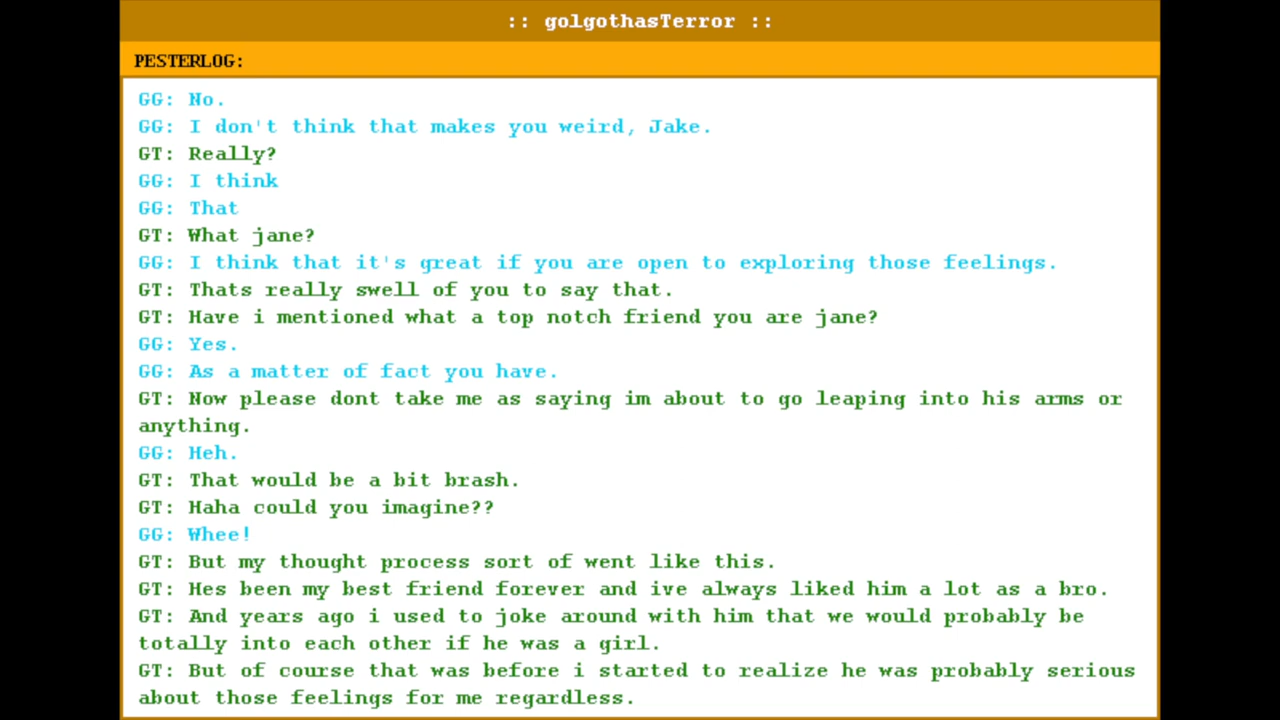 :: golgothasTerror ::
PESTERLOG:
GG: No.
GG: I don't think that makes you weird, Jake.
GT: Really?
GG: I think
GG: That
GT: What jane?
GG: I think that it's great if you are open to exploring those feelings.
GT: Thats really swell of you to say that.
GT: Have i mentioned what a top notch friend you are jane?
GG: Yes.
GG: As a matter of fact you have.
GT: Now please dont take me as saying im about to go leaping into his arms or
anything.
GG: Heh.
GT: That would be a bit brash.
GT: Haha could you imagine??
GG: Whee!
GT: But my thought process sort of went like this.
GT: Hes been my best friend forever and ive always liked him a lot as a bro.
GT: And years ago i used to joke around with him that we would probably be
totally into each other if he was a girl.
GT: But of course that was before i started to realize he was probably serious
about those feelings for me regardless.